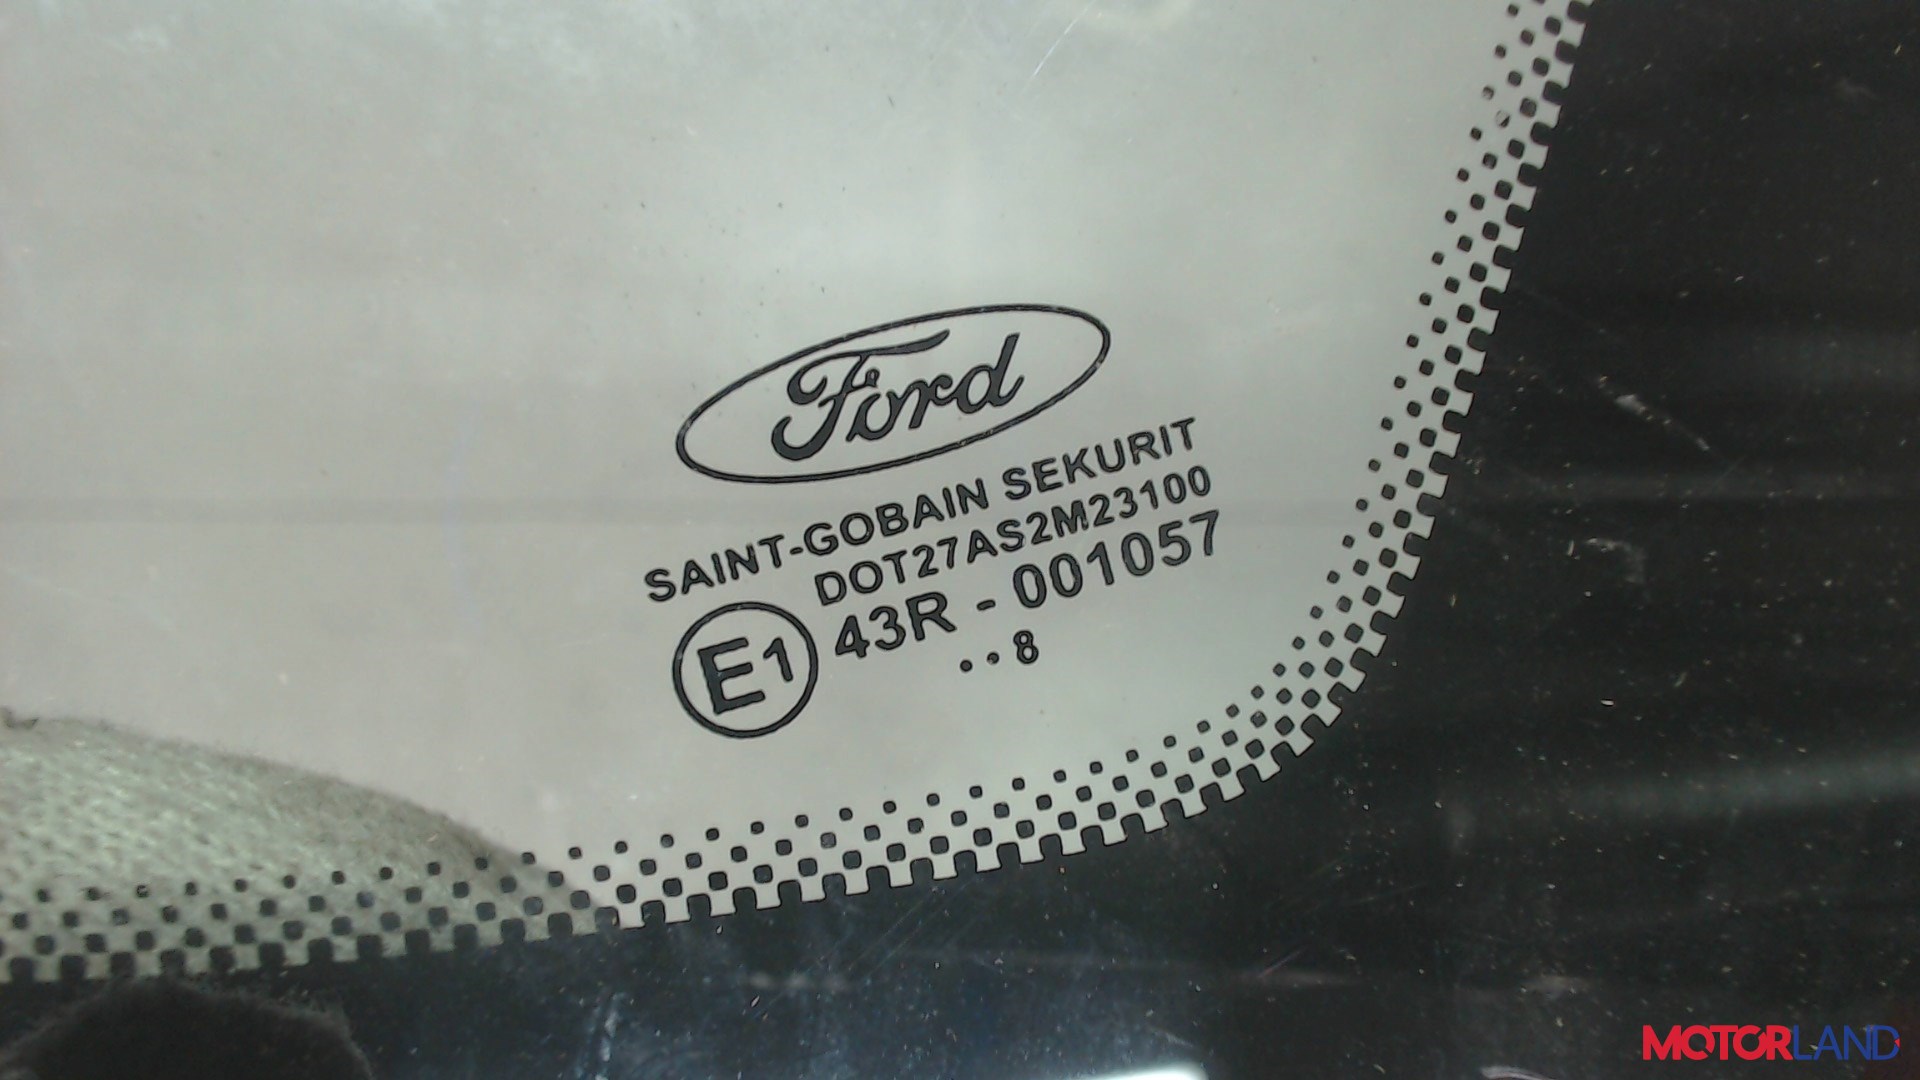 Ford
SAINT-GOBAIN SEKURIT
DOT27AS2M23100
E1 43R - 001057
..8
MOTORLAND